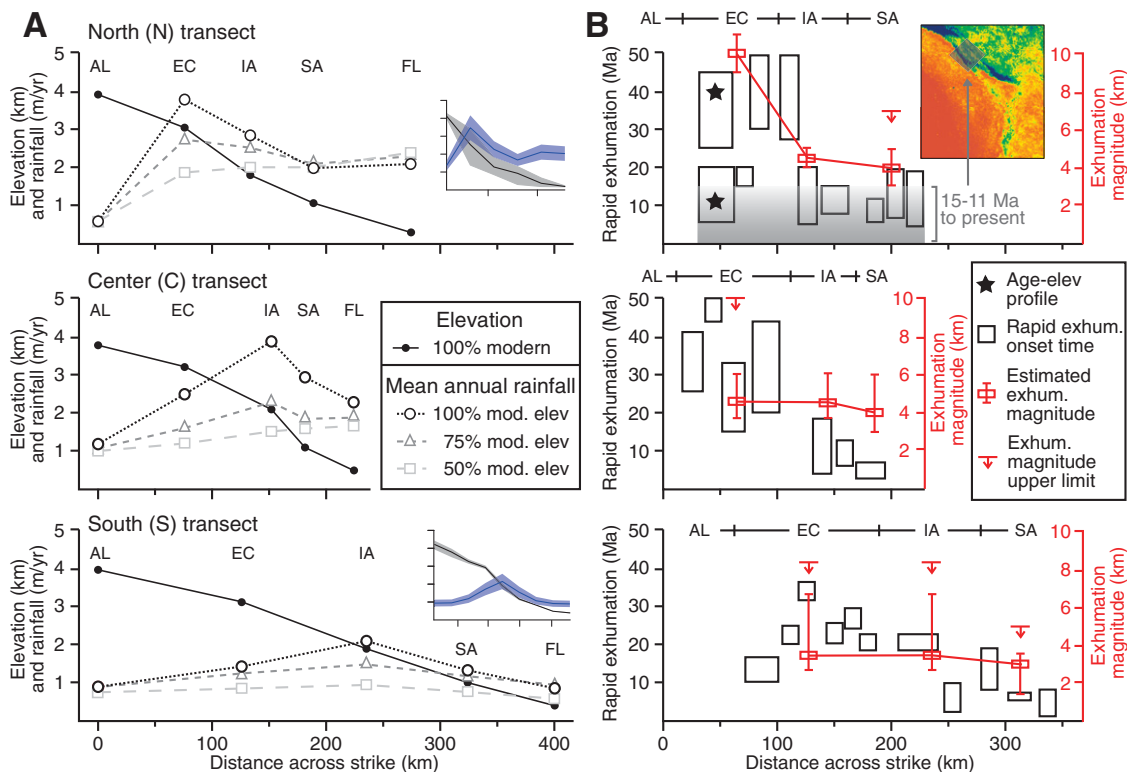 A
North (N) transect
AL
EC
IA
SA
FL
5
4
3
2
1
Elevation (km)
and rainfall (m/yr)
Center (C) transect
AL
EC
IA
SA
FL
5
4
3
2
1
Elevation (km)
and rainfall (m/yr)
Elevation
100% modern
Mean annual rainfall
100% mod. elev
75% mod. elev
50% mod. elev
South (S) transect
AL
EC
IA
SA
FL
5
4
3
2
1
Elevation (km)
and rainfall (m/yr)
0
100
200
300
400
Distance across strike (km)
B
AL
EC
IA
SA
50
40
30
20
10
Rapid exhumation (Ma)
10
8
6
4
2
Exhumation
magnitude (km)
15-11 Ma
to present
AL
EC
IA
SA
50
40
30
20
10
0
Rapid exhumation (Ma)
10
8
6
4
2
0
Exhumation
magnitude (km)
Age-elev
profile
Rapid exhum.
onset time
Estimated
exhum.
magnitude
Exhum.
magnitude
upper limit
AL
EC
IA
SA
50
40
30
20
10
0
Rapid exhumation (Ma)
10
8
6
4
2
0
Exhumation
magnitude (km)
0
100
200
300
Distance across strike (km)